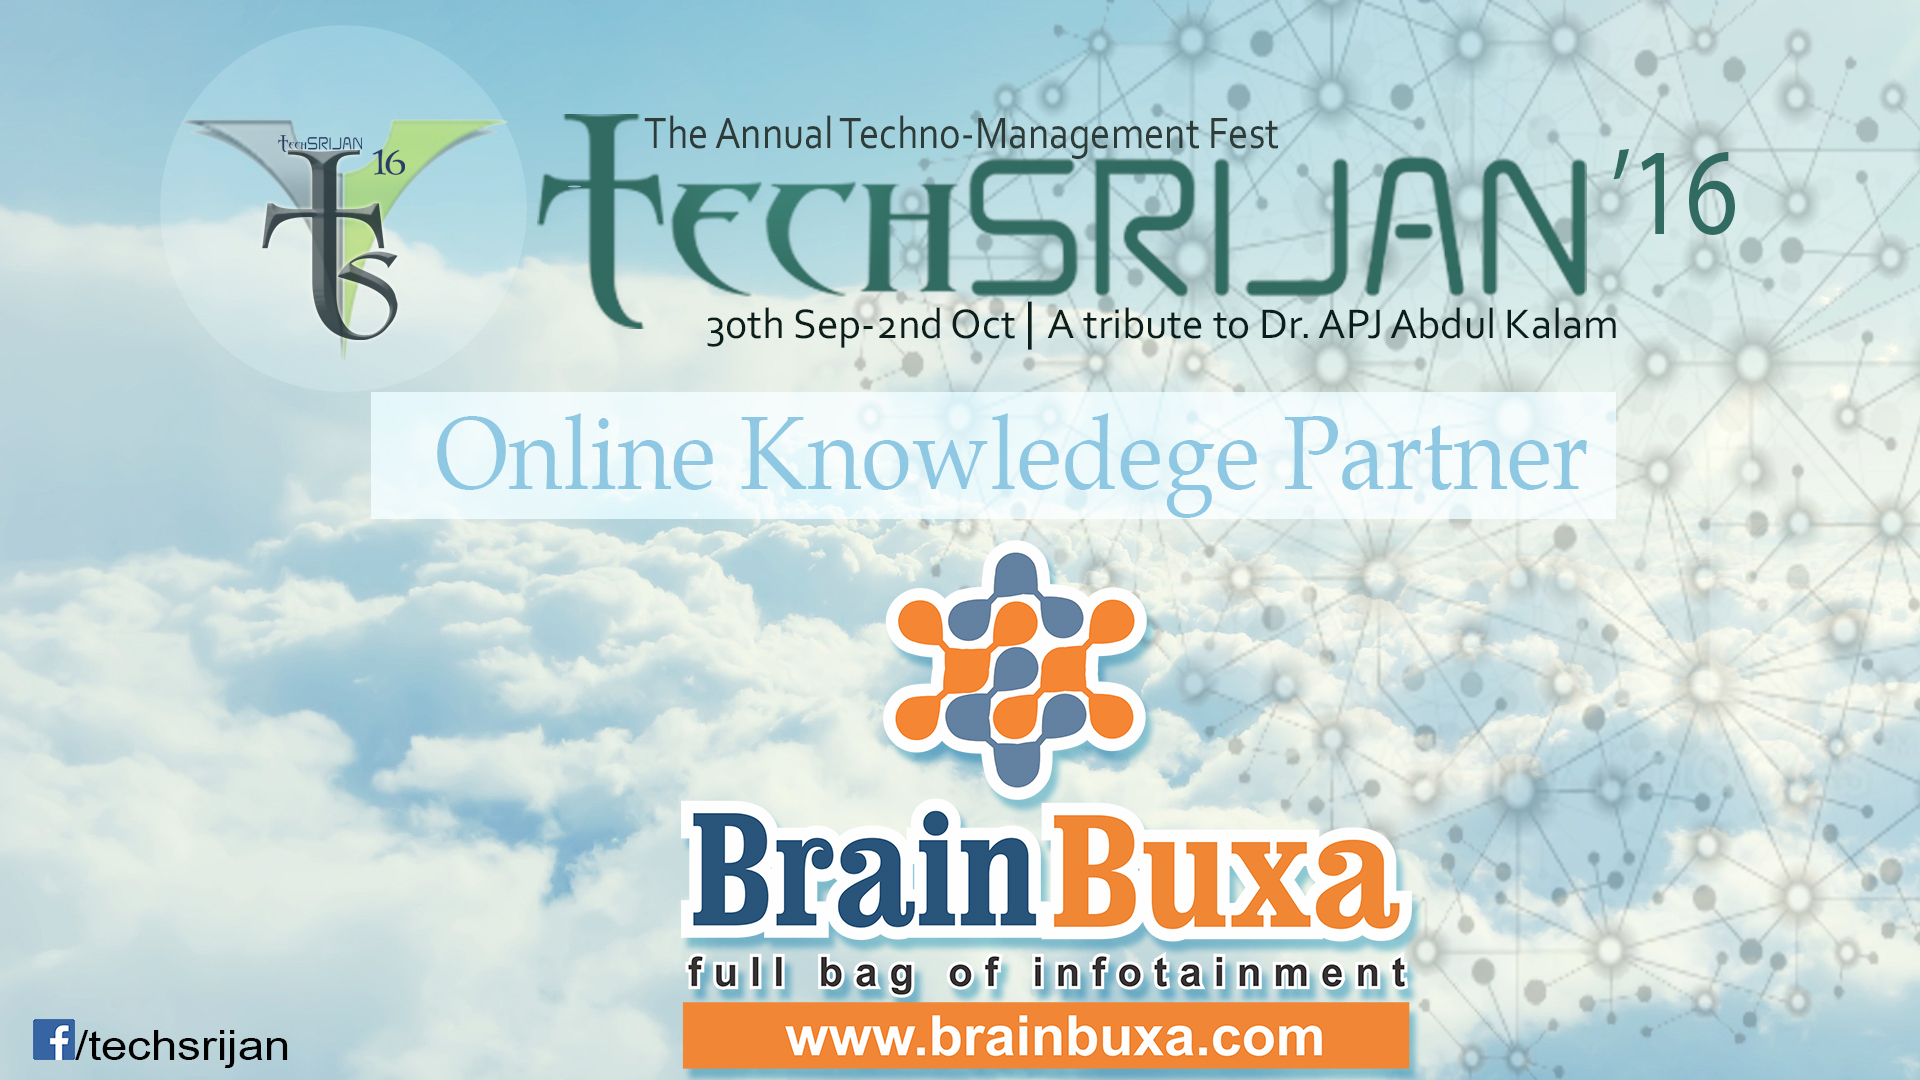 TechSRIJAN
16
TS
The Annual Techno-Management Fest
TechSRIJAN '16
30th Sep-2nd Oct | A tribute to Dr. APJ Abdul Kalam
Online Knowledege Partner
BrainBuxa
full bag of infotainment
www.brainbuxa.com
f/techsrijan